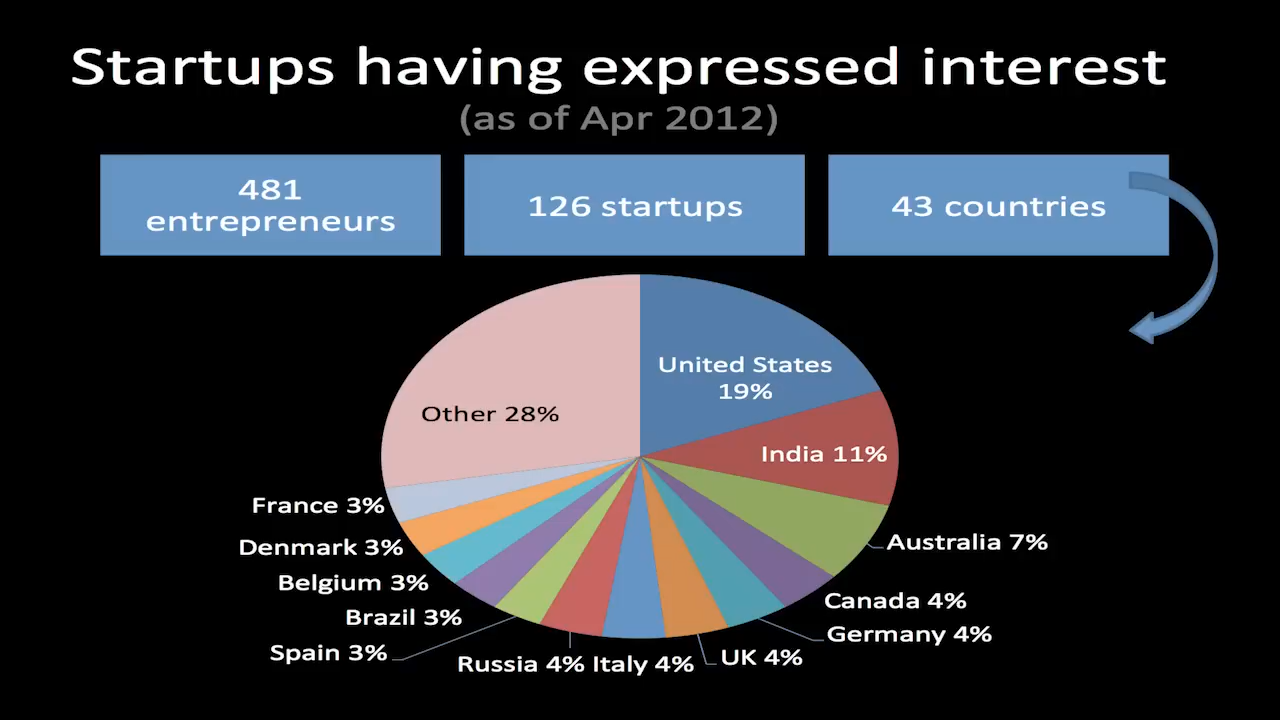 Startups having expressed interest
(as of Apr 2012)
481
entrepreneurs
126 startups
43 countries
United States
19%
India 11%
Australia 7%
Canada 4%
Germany 4%
UK 4%
Italy 4%
Russia 4%
Spain 3%
Brazil 3%
Belgium 3%
Denmark 3%
France 3%
Other 28%